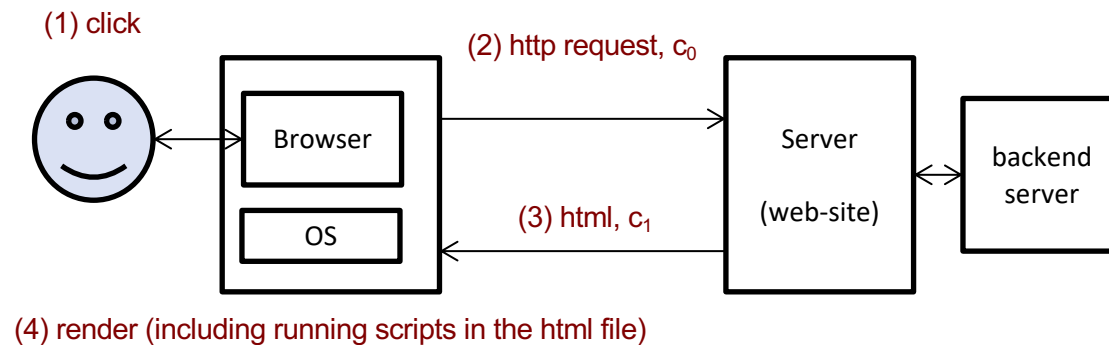 (1) click
(2) http request, c₀
Browser
OS
Server
(web-site)
backend
server
(3) html, c₁
(4) render (including running scripts in the html file)